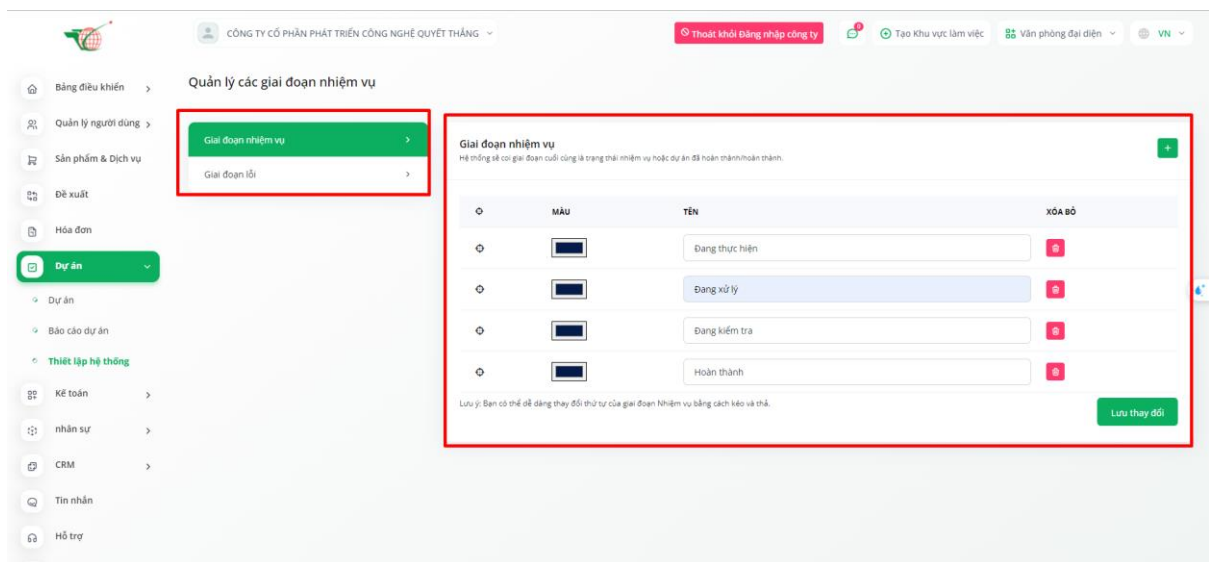 CÔNG TY CỔ PHẦN PHÁT TRIỂN CÔNG NGHỆ QUYẾT THẮNG
Thoát khỏi Đăng nhập công ty
0
Tạo Khu vực làm việc
Văn phòng đại diện
VN
Bảng điều khiển
Quản lý người dùng
Sản phẩm & Dịch vụ
Đề xuất
Hóa đơn
Dự án
Dự án
Báo cáo dự án
Thiết lập hệ thống
Kế toán
nhân sự
CRM
Tin nhắn
Hỗ trợ
Quản lý các giai đoạn nhiệm vụ
Giai đoạn nhiệm vụ
Giai đoạn lỗi
Giai đoạn nhiệm vụ
Hệ thống sẽ coi giai đoạn cuối cùng là trạng thái nhiệm vụ hoặc dự án đã hoàn thành/hoàn thành.
MÀU TÊN XÓA BỎ
Đang thực hiện
Đang xử lý
Đang kiểm tra
Hoàn thành
Lưu ý: Bạn có thể dễ dàng thay đổi thứ tự của giai đoạn Nhiệm vụ bằng cách kéo và thả.
Lưu thay đổi